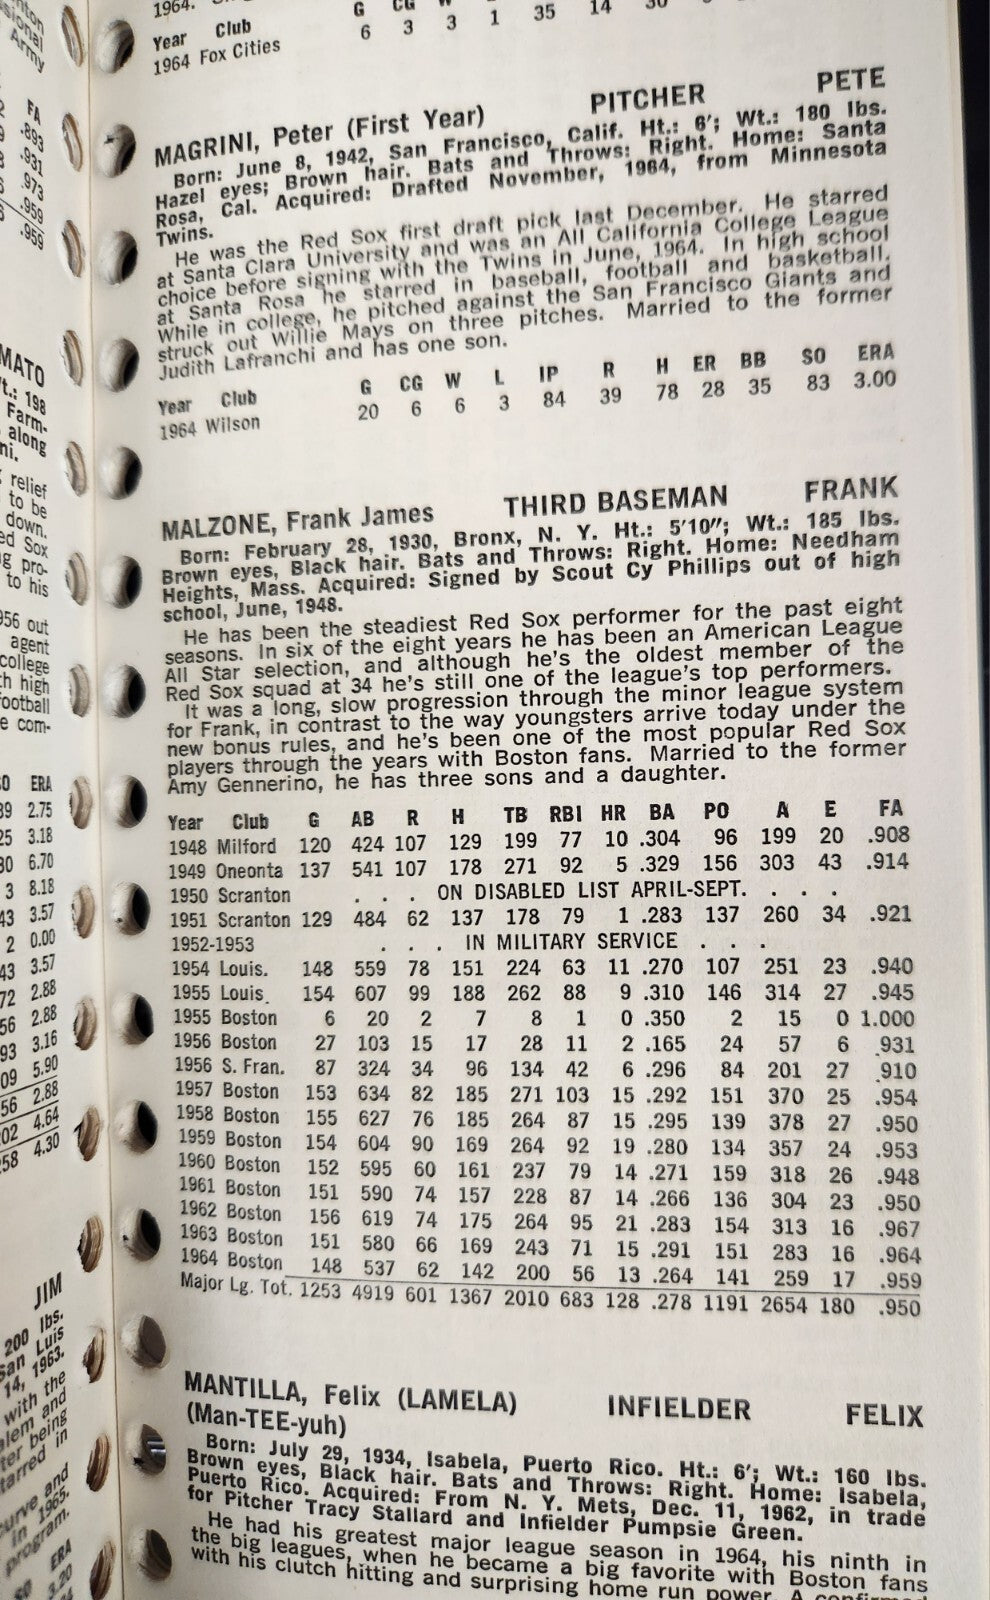 1964.
G CG W 1 35 14 30
Year Club 6 3 3
1964 Fox Cities
MAGRINI, Peter (First Year) PITCHER PETE
Born: June 8, 1942, San Francisco, Calif. Ht.: 6'; Wt.: 180 lbs.
Hazel eyes; Brown hair. Bats and Throws: Right. Home: Santa
Rosa, Cal. Acquired: Drafted November, 1964, from Minnesota
Twins.
He was the Red Sox first draft pick last December. He starred
at Santa Clara University and was an All California College League
choice before signing with the Twins in June, 1964. In high school
at Santa Rosa he starred in baseball, football and basketball.
While in college, he pitched against the San Francisco Giants and
struck out Willie Mays on three pitches. Married to the former
Judith Lafranchi and has one son.
Year Club G CG W L IP R H ER BB SO ERA
1964 Wilson 20 6 6 3 84 39 78 28 35 83 3.00
MALZONE, Frank James THIRD BASEMAN FRANK
Born: February 28, 1930, Bronx, N. Y. Ht.: 5'10"; Wt.: 185 lbs.
Brown eyes, Black hair. Bats and Throws: Right. Home: Needham
Heights, Mass. Acquired: Signed by Scout Cy Phillips out of high
school, June, 1948.
He has been the steadiest Red Sox performer for the past eight
seasons. In six of the eight years he has been an American League
All Star selection, and although he's the oldest member of the
Red Sox squad at 34 he's still one of the league's top performers.
It was a long, slow progression through the minor league system
for Frank, in contrast to the way youngsters arrive today under the
new bonus rules, and he's been one of the most popular Red Sox
players through the years with Boston fans. Married to the former
Amy Gennerino, he has three sons and a daughter.
Year Club G AB R H TB RBI HR BA PO A E FA
1948 Milford 120 424 107 129 199 77 10 .304 96 199 20 .908
1949 Oneonta 137 541 107 178 271 92 5 .329 156 303 43 .914
1950 Scranton . . . ON DISABLED LIST APRIL-SEPT. . . .
1951 Scranton 129 484 62 137 178 79 1 .283 137 260 34 .921
1952-1953 . . . IN MILITARY SERVICE . . .
1954 Louis. 148 559 78 151 224 63 11 .270 107 251 23 .940
1955 Louis. 154 607 99 188 262 88 9 .310 146 314 27 .945
1955 Boston 6 20 2 7 8 1 0 .350 2 15 0 1.000
1956 Boston 27 103 15 17 28 11 2 .165 24 57 6 .931
1956 S. Fran. 87 324 34 96 134 42 6 .296 84 201 27 .910
1957 Boston 153 634 82 185 271 103 15 .292 151 370 25 .954
1958 Boston 155 627 76 185 264 87 15 .295 139 378 27 .950
1959 Boston 154 604 90 169 264 92 19 .280 134 357 24 .953
1960 Boston 152 595 60 161 237 79 14 .271 159 318 26 .948
1961 Boston 151 590 74 157 228 87 14 .266 136 304 23 .950
1962 Boston 156 619 74 175 264 95 21 .283 154 313 16 .967
1963 Boston 151 580 66 169 243 71 15 .291 151 283 16 .964
1964 Boston 148 537 62 142 200 56 13 .264 141 259 17 .959
Major Lg. Tot. 1253 4919 601 1367 2010 683 128 .278 1191 2654 180 .950
MANTILLA, Felix (LAMELA) INFIELDER FELIX
(Man-TEE-yuh)
Born: July 29, 1934, Isabela, Puerto Rico. Ht.: 6'; Wt.: 160 lbs.
Brown eyes, Black hair. Bats and Throws: Right. Home: Isabela,
Puerto Rico. Acquired: From N. Y. Mets, Dec. 11, 1962, in trade
for Pitcher Tracy Stallard and Infielder Pumpsie Green.
He had his greatest major league season in 1964, his ninth in
the big leagues, when he became a big favorite with Boston fans
with his clutch hitting and surprising home run power. A confirmed